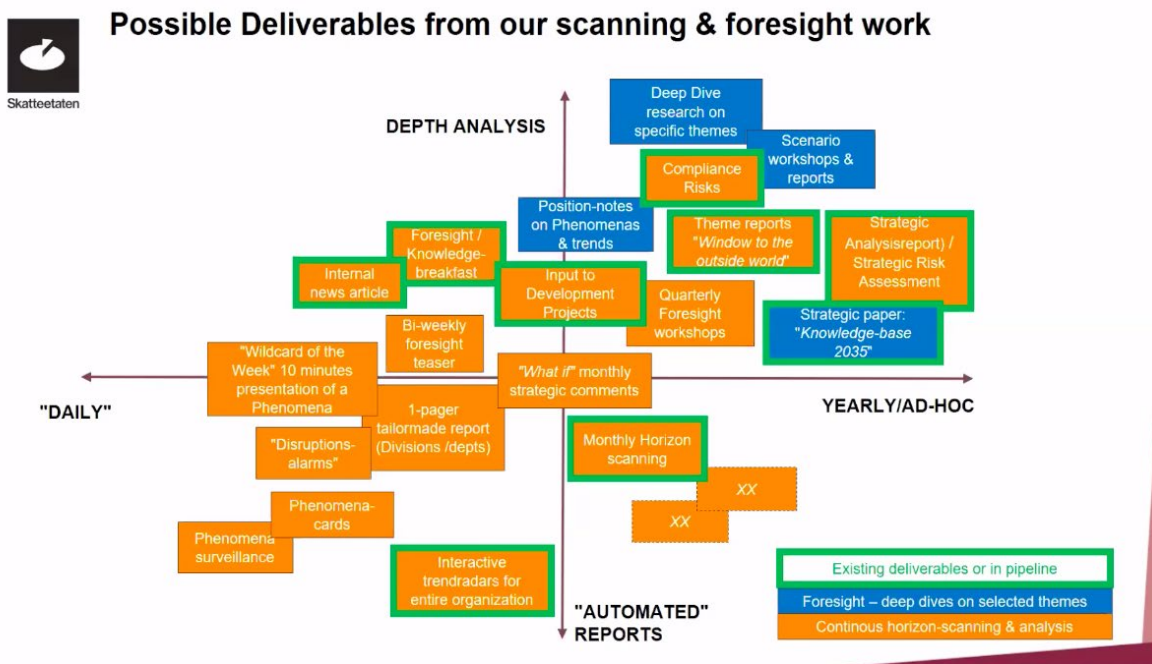 Possible Deliverables from our scanning & foresight work
Skatteetaten
DEPTH ANALYSIS
Deep Dive
research on
specific themes
Scenario
workshops &
reports
Compliance
Risks
Position-notes
on Phenomenas
& trends
Theme reports
"Window to the
outside world"
Strategic
Analysisreport) /
Strategic Risk
Assessment
Foresight /
Knowledge-
breakfast
Internal
news article
Input to
Development
Projects
Quarterly
Foresight
workshops
Strategic paper:
"Knowledge-base
2035"
Bi-weekly
foresight
teaser
"Wildcard of the
Week" 10 minutes
presentation of a
Phenomena
"What if" monthly
strategic comments
"DAILY"
YEARLY/AD-HOC
1-pager
tailormade report
(Divisions /depts)
"Disruptions-
alarms"
Monthly Horizon
scanning
XX
XX
Phenomena-
cards
Phenomena
surveillance
Interactive
trendradars for
entire organization
"AUTOMATED"
REPORTS
Existing deliverables or in pipeline
Foresight – deep dives on selected themes
Continous horizon-scanning & analysis